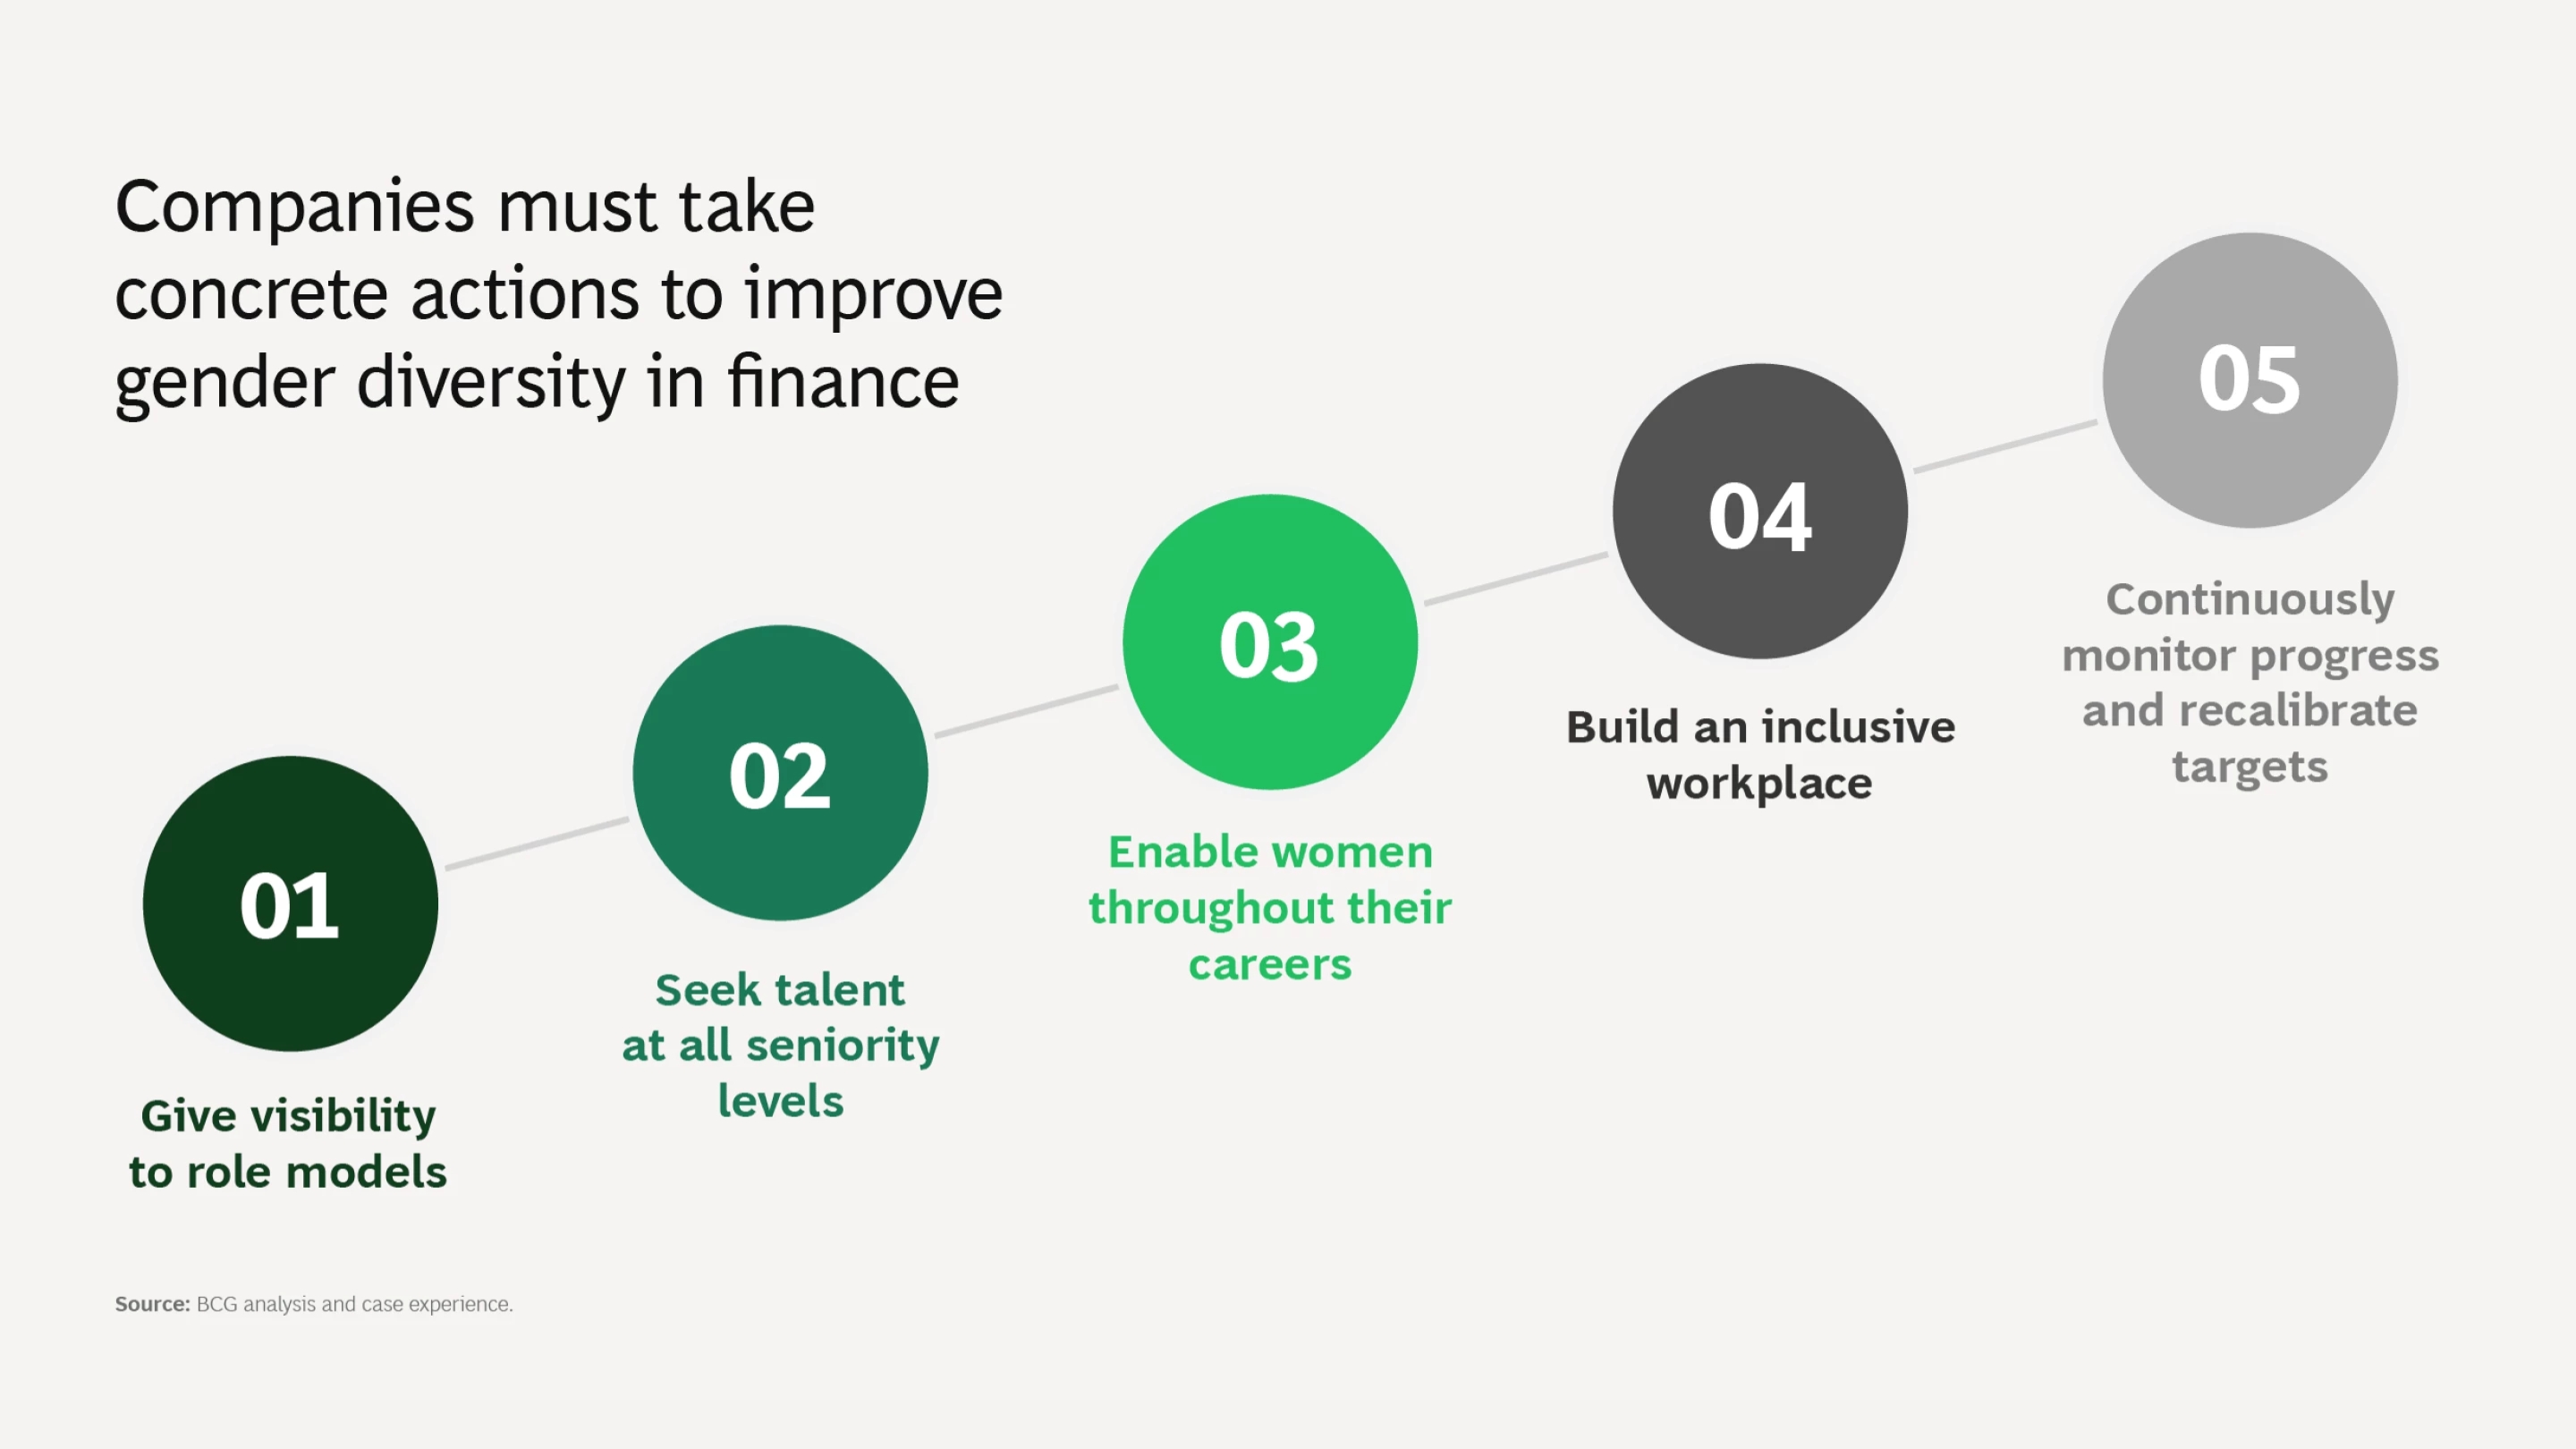 Companies must take
concrete actions to improve
gender diversity in finance
01
Give visibility
to role models
02
Seek talent
at all seniority
levels
03
Enable women
throughout their
careers
04
Build an inclusive
workplace
05
Continuously
monitor progress
and recalibrate
targets
Source: BCG analysis and case experience.